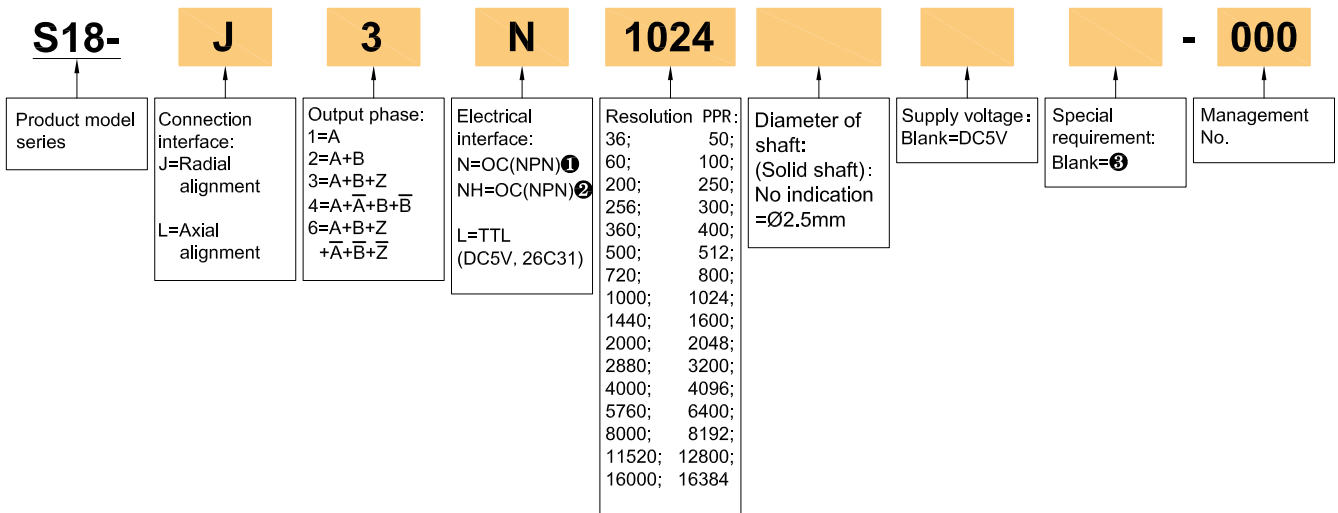 S18- J 3 N 1024 - 000
Product model
series
Connection
interface:
J=Radial
alignment
L=Axial
alignment
Output phase:
1=A
2=A+B
3=A+B+Z
4=A+A̅+B+B̅
6=A+B+Z
+A̅+B̅+Z̅
Electrical
interface:
N=OC(NPN)❶
NH=OC(NPN)❷
L=TTL
(DC5V, 26C31)
Resolution PPR:
36; 50;
60; 100;
200; 250;
256; 300;
360; 400;
500; 512;
720; 800;
1000; 1024;
1440; 1600;
2000; 2048;
2880; 3200;
4000; 4096;
5760; 6400;
8000; 8192;
11520; 12800;
16000; 16384
Diameter of
shaft:
(Solid shaft):
No indication
=Ø2.5mm
Supply voltage:
Blank=DC5V
Special
requirement:
Blank=❸
Management
No.